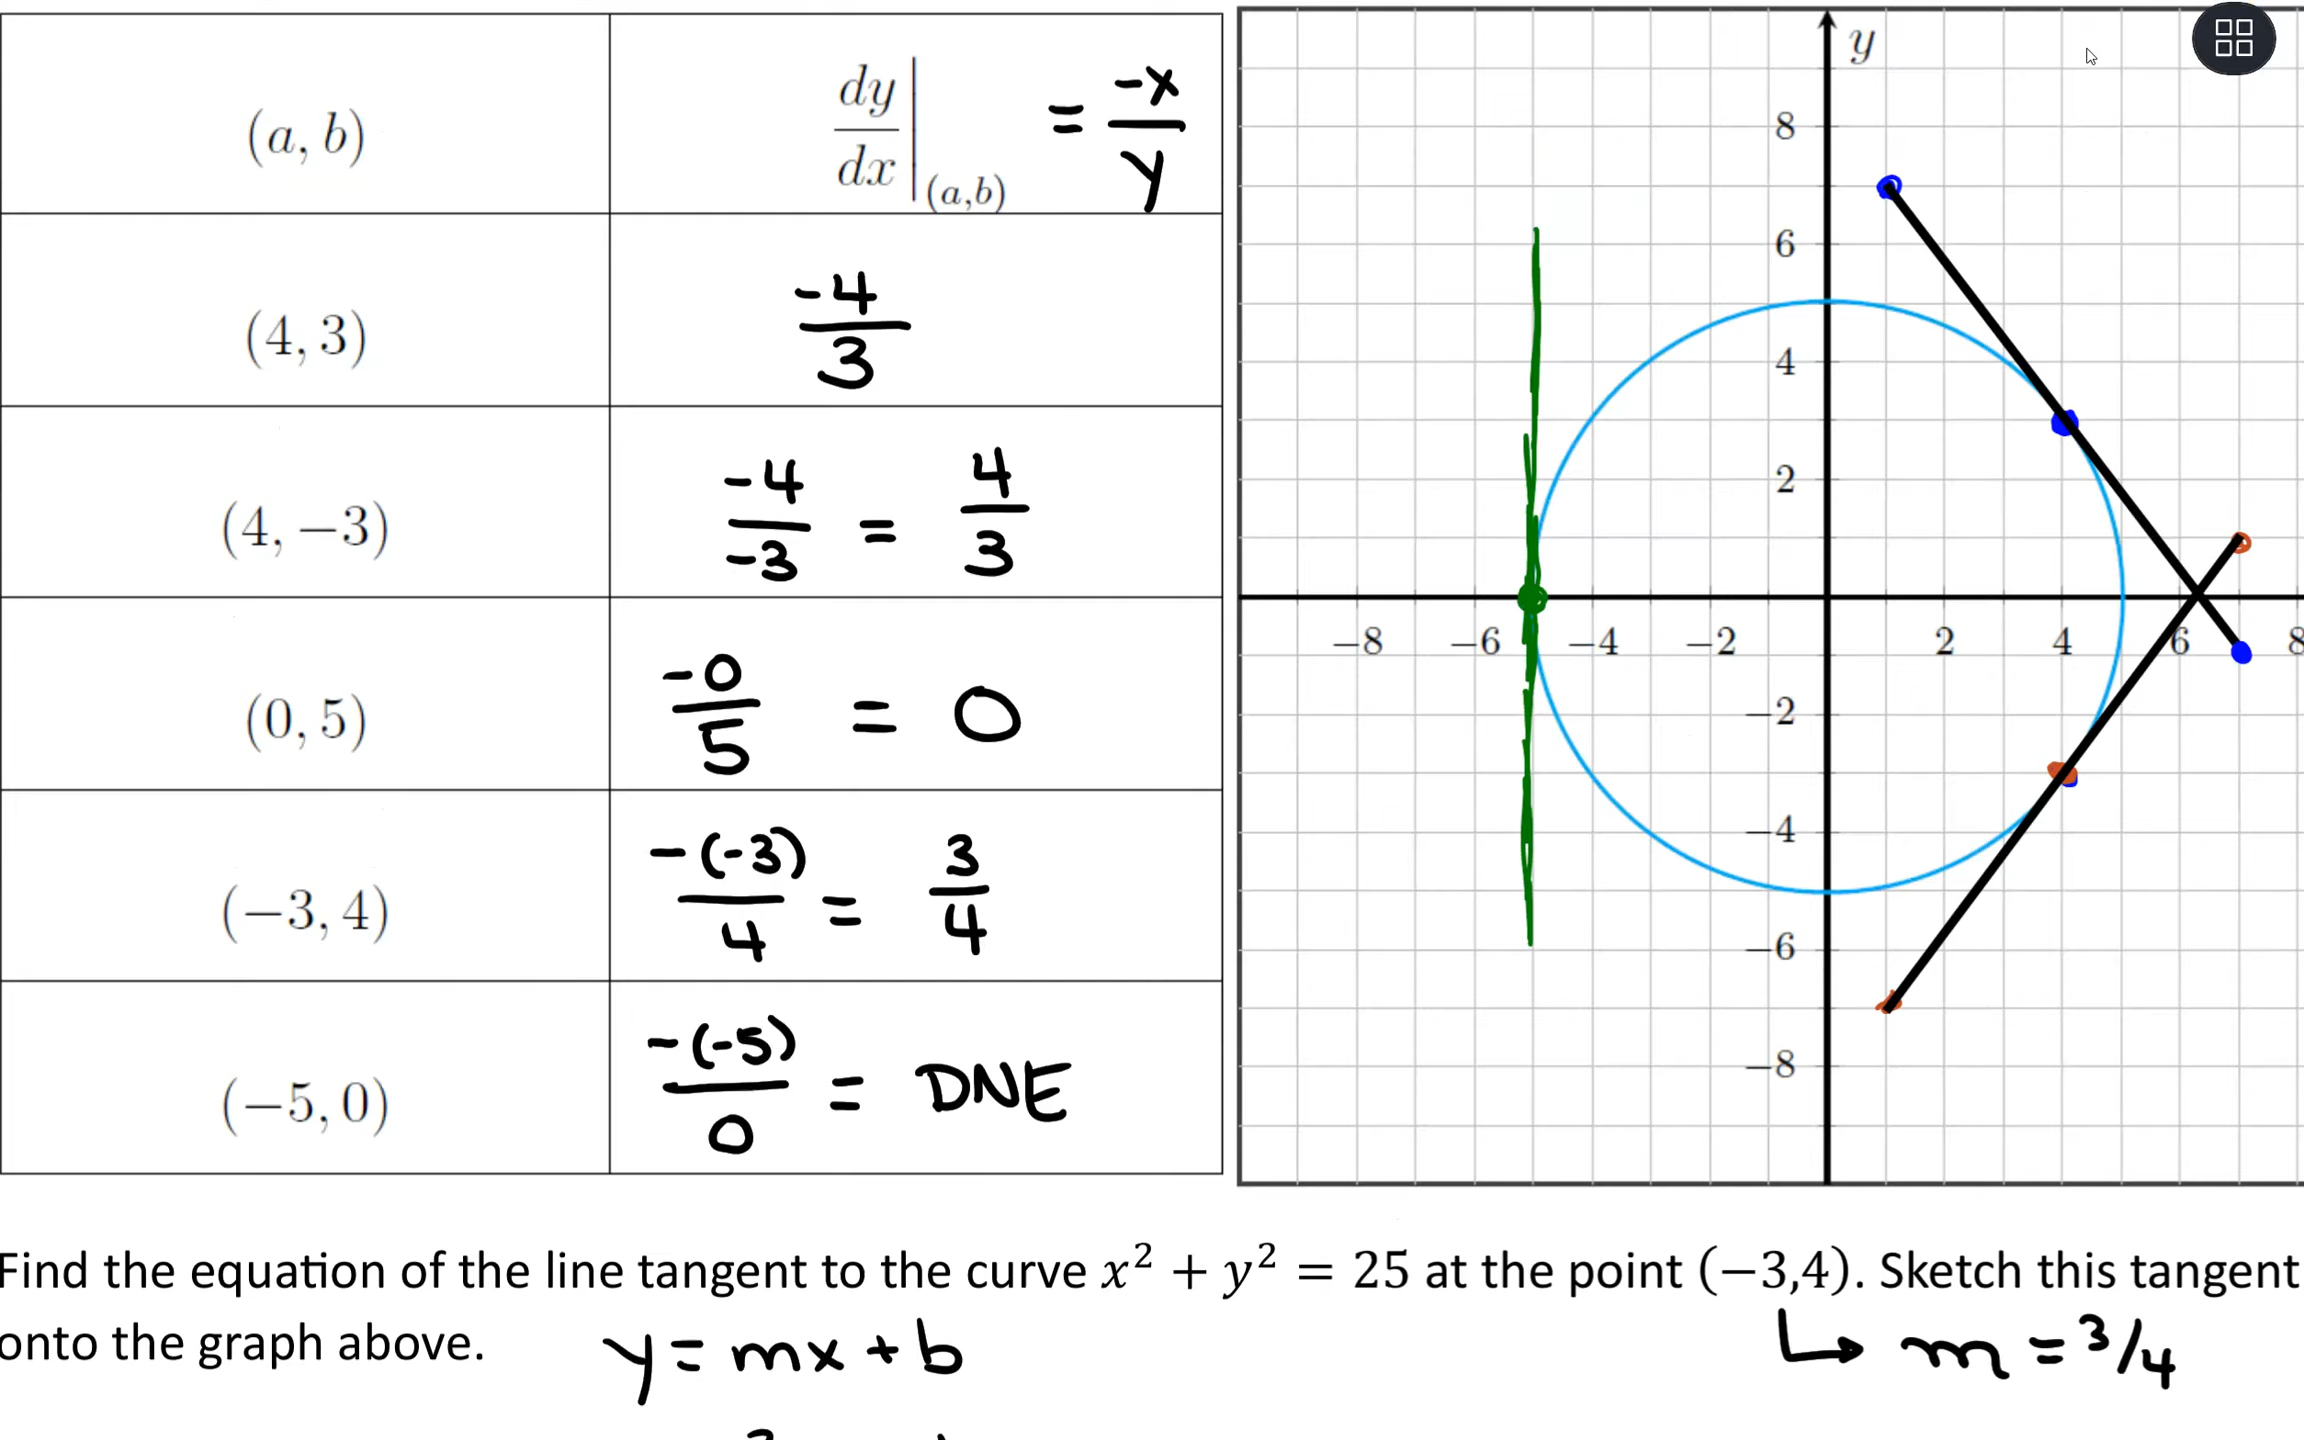 (a, b)
dy/dx|(a,b) = -x/y
(4, 3)
-4/3
(4, −3)
-4/-3 = 4/3
(0, 5)
-0/5 = 0
(−3, 4)
-(-3)/4 = 3/4
(−5, 0)
-(-5)/0 = DNE
y
8
6
4
2
−8 −6 −4 −2 2 4 6 8
−2
−4
−6
−8
Find the equation of the line tangent to the curve x² + y² = 25 at the point (−3,4). Sketch this tangent
onto the graph above. y = mx + b
↳ m = 3/4